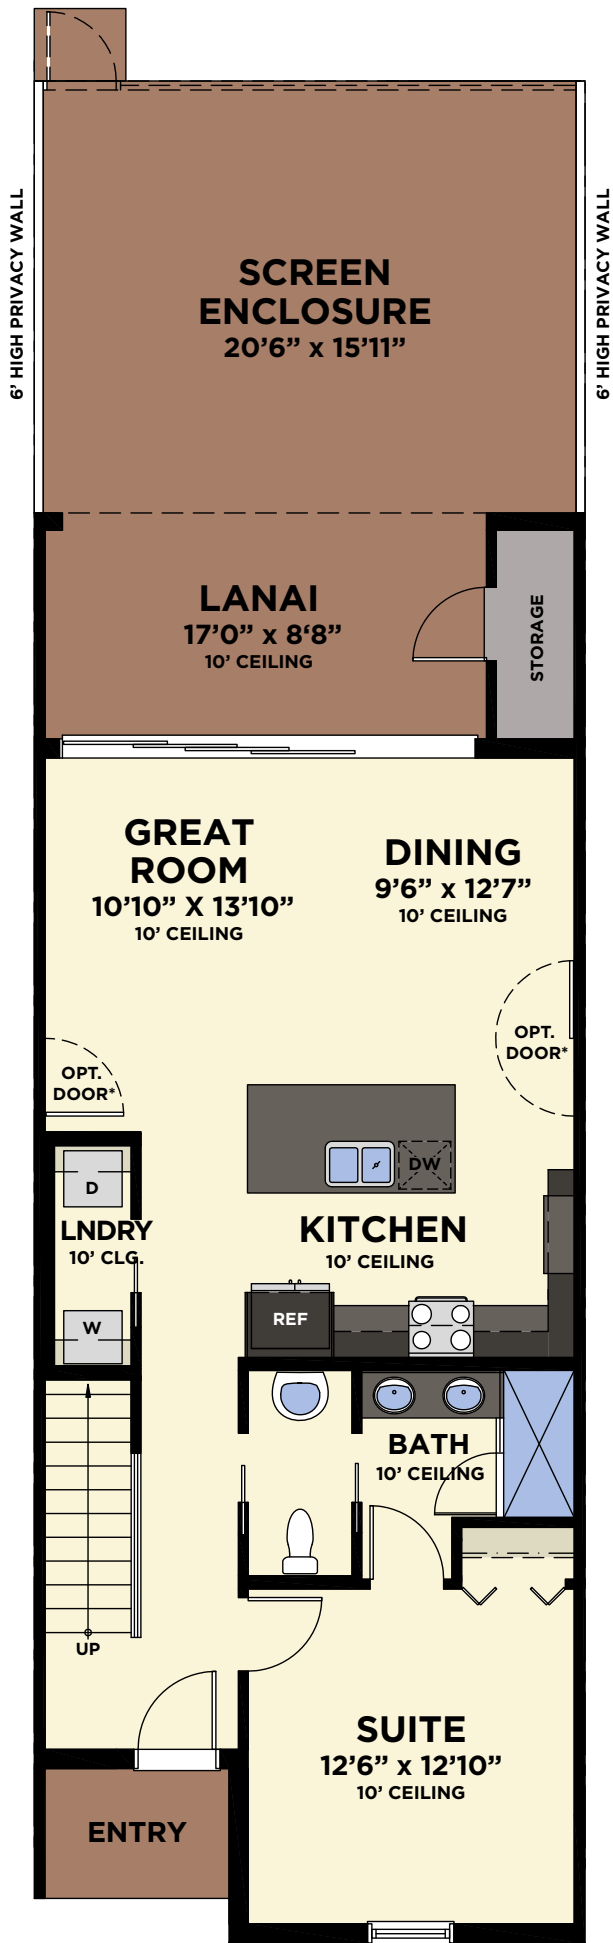 6’ HIGH PRIVACY WALL
6’ HIGH PRIVACY WALL
SCREEN
ENCLOSURE
20’6” x 15’11”
LANAI
17’0” x 8‘8”
10’ CEILING
STORAGE
GREAT
ROOM
10’10” X 13’10”
10’ CEILING
DINING
9’6” x 12’7”
10’ CEILING
OPT.
DOOR*
OPT.
DOOR*
DW
D
LNDRY
10’ CLG.
W
KITCHEN
10’ CEILING
REF
BATH
10’ CEILING
UP
SUITE
12’6” x 12’10”
10’ CEILING
ENTRY